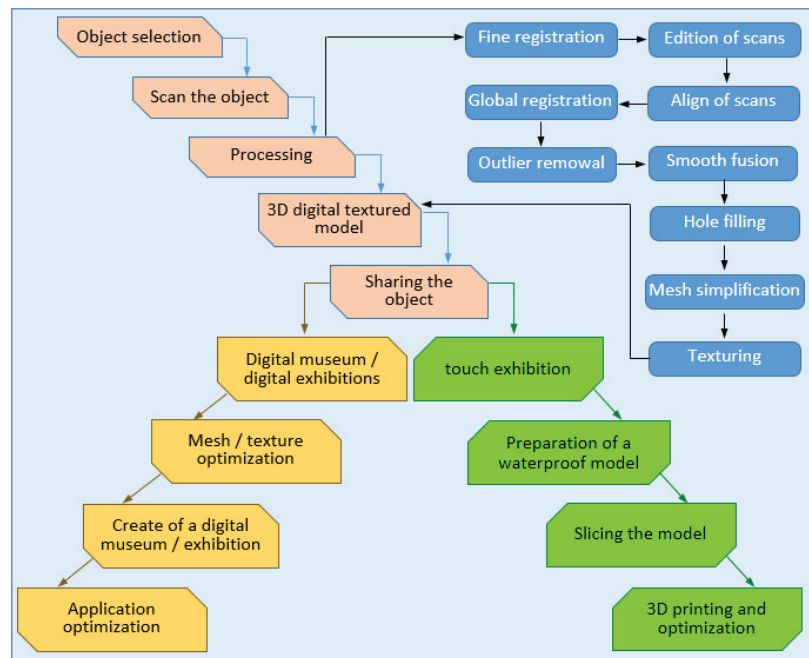 Object selection
Scan the object
Processing
3D digital textured
model
Sharing the
object
Fine registration
Edition of scans
Global registration
Align of scans
Outlier removal
Smooth fusion
Hole filling
Mesh simplification
Texturing
Digital museum /
digital exhibitions
Mesh / texture
optimization
Create of a digital
museum / exhibition
Application
optimization
touch exhibition
Preparation of a
waterproof model
Slicing the model
3D printing and
optimization